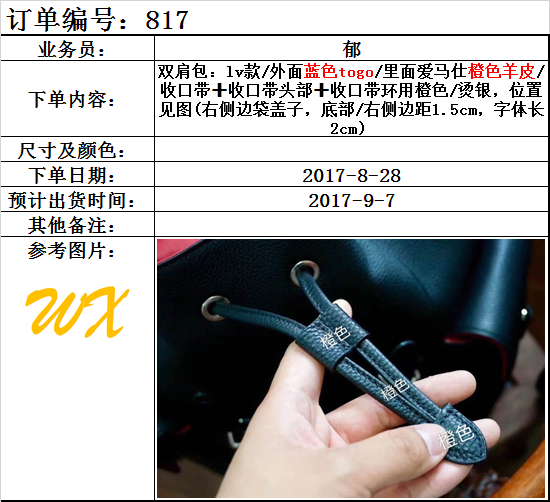 订单编号：817
业务员： 郁
下单内容： 双肩包：lv款/外面蓝色togo/里面爱马仕橙色羊皮/
收口带+收口带头部+收口带环用橙色/烫银，位置
见图(右侧边袋盖子，底部/右侧边距1.5cm，字体长
2cm)
尺寸及颜色：
下单日期： 2017-8-28
预计出货时间： 2017-9-7
其他备注：
参考图片：
WX
橙色
橙色
橙色